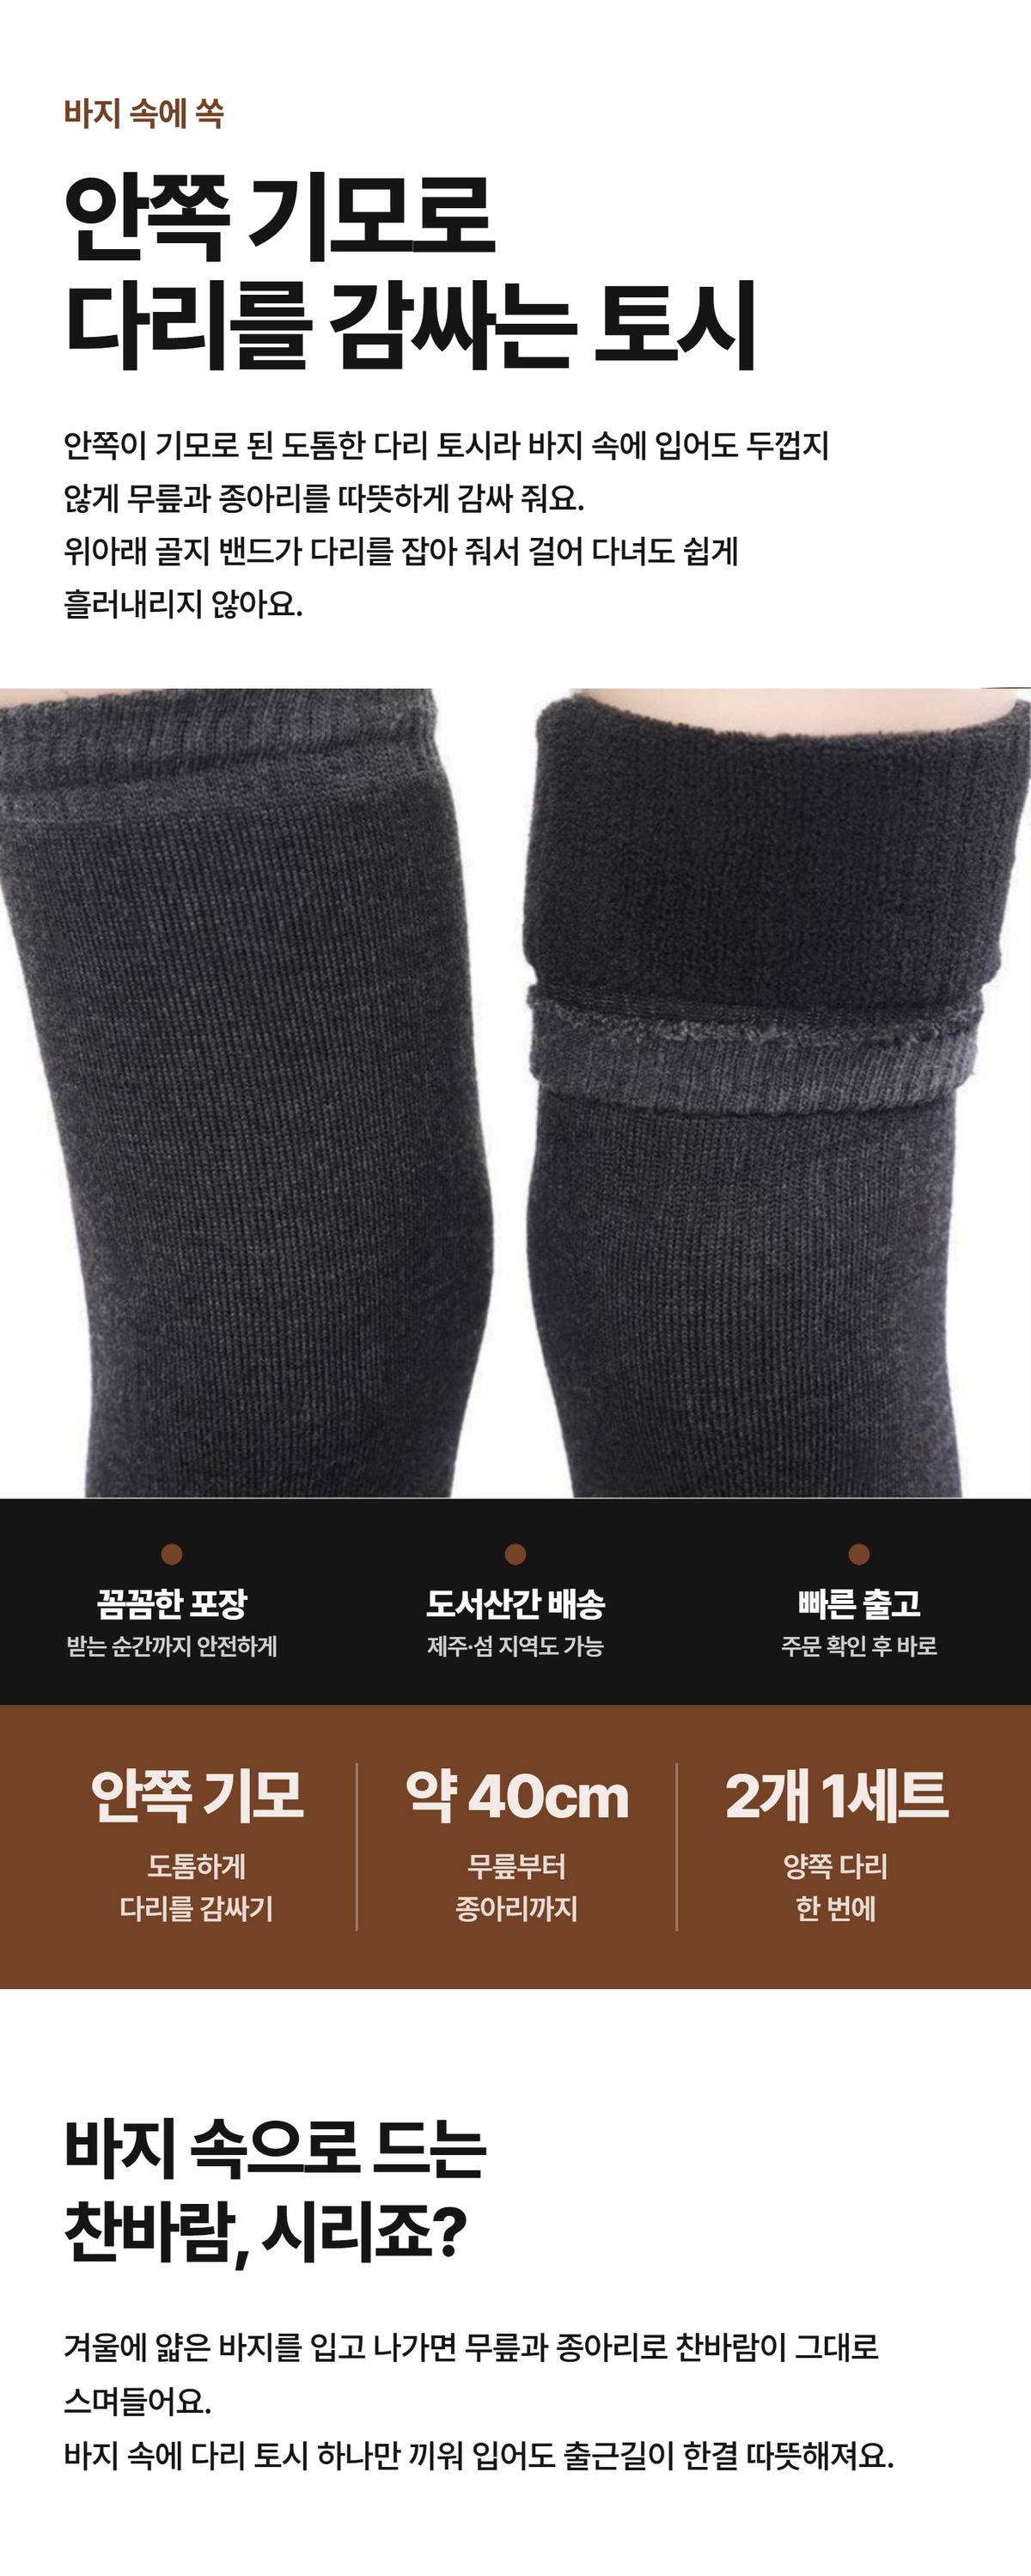 바지 속에 쏙
안쪽 기모로
다리를 감싸는 토시
안쪽이 기모로 된 도톰한 다리 토시라 바지 속에 입어도 두껍지
않게 무릎과 종아리를 따뜻하게 감싸 줘요.
위아래 골지 밴드가 다리를 잡아 줘서 걸어 다녀도 쉽게
흘러내리지 않아요.
꼼꼼한 포장
받는 순간까지 안전하게
도서산간 배송
제주·섬 지역도 가능
빠른 출고
주문 확인 후 바로
안쪽 기모
도톰하게
다리를 감싸기
약 40cm
무릎부터
종아리까지
2개 1세트
양쪽 다리
한 번에
바지 속으로 드는
찬바람, 시리죠?
겨울에 얇은 바지를 입고 나가면 무릎과 종아리로 찬바람이 그대로
스며들어요.
바지 속에 다리 토시 하나만 끼워 입어도 출근길이 한결 따뜻해져요.